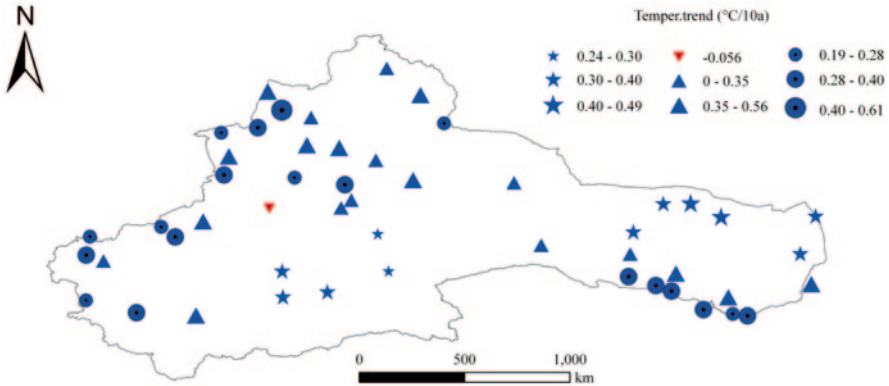 N
Temper.trend (°C/10a)
0.24 - 0.30
-0.056
0.19 - 0.28
0.30 - 0.40
0 - 0.35
0.28 - 0.40
0.40 - 0.49
0.35 - 0.56
0.40 - 0.61
0
500
1,000
km